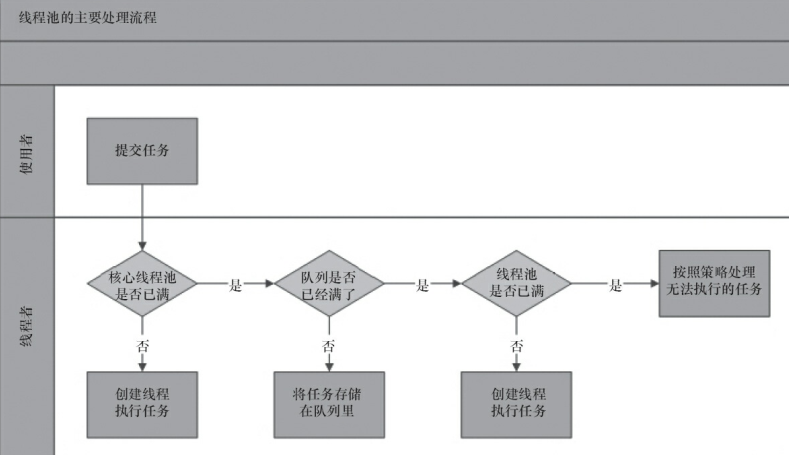 线程池的主要处理流程
使用者
提交任务
线程者
核心线程池
是否已满
是
队列是否
已经满了
是
线程池
是否已满
是
按照策略处理
无法执行的任务
否
否
否
创建线程
执行任务
将任务存储
在队列里
创建线程
执行任务